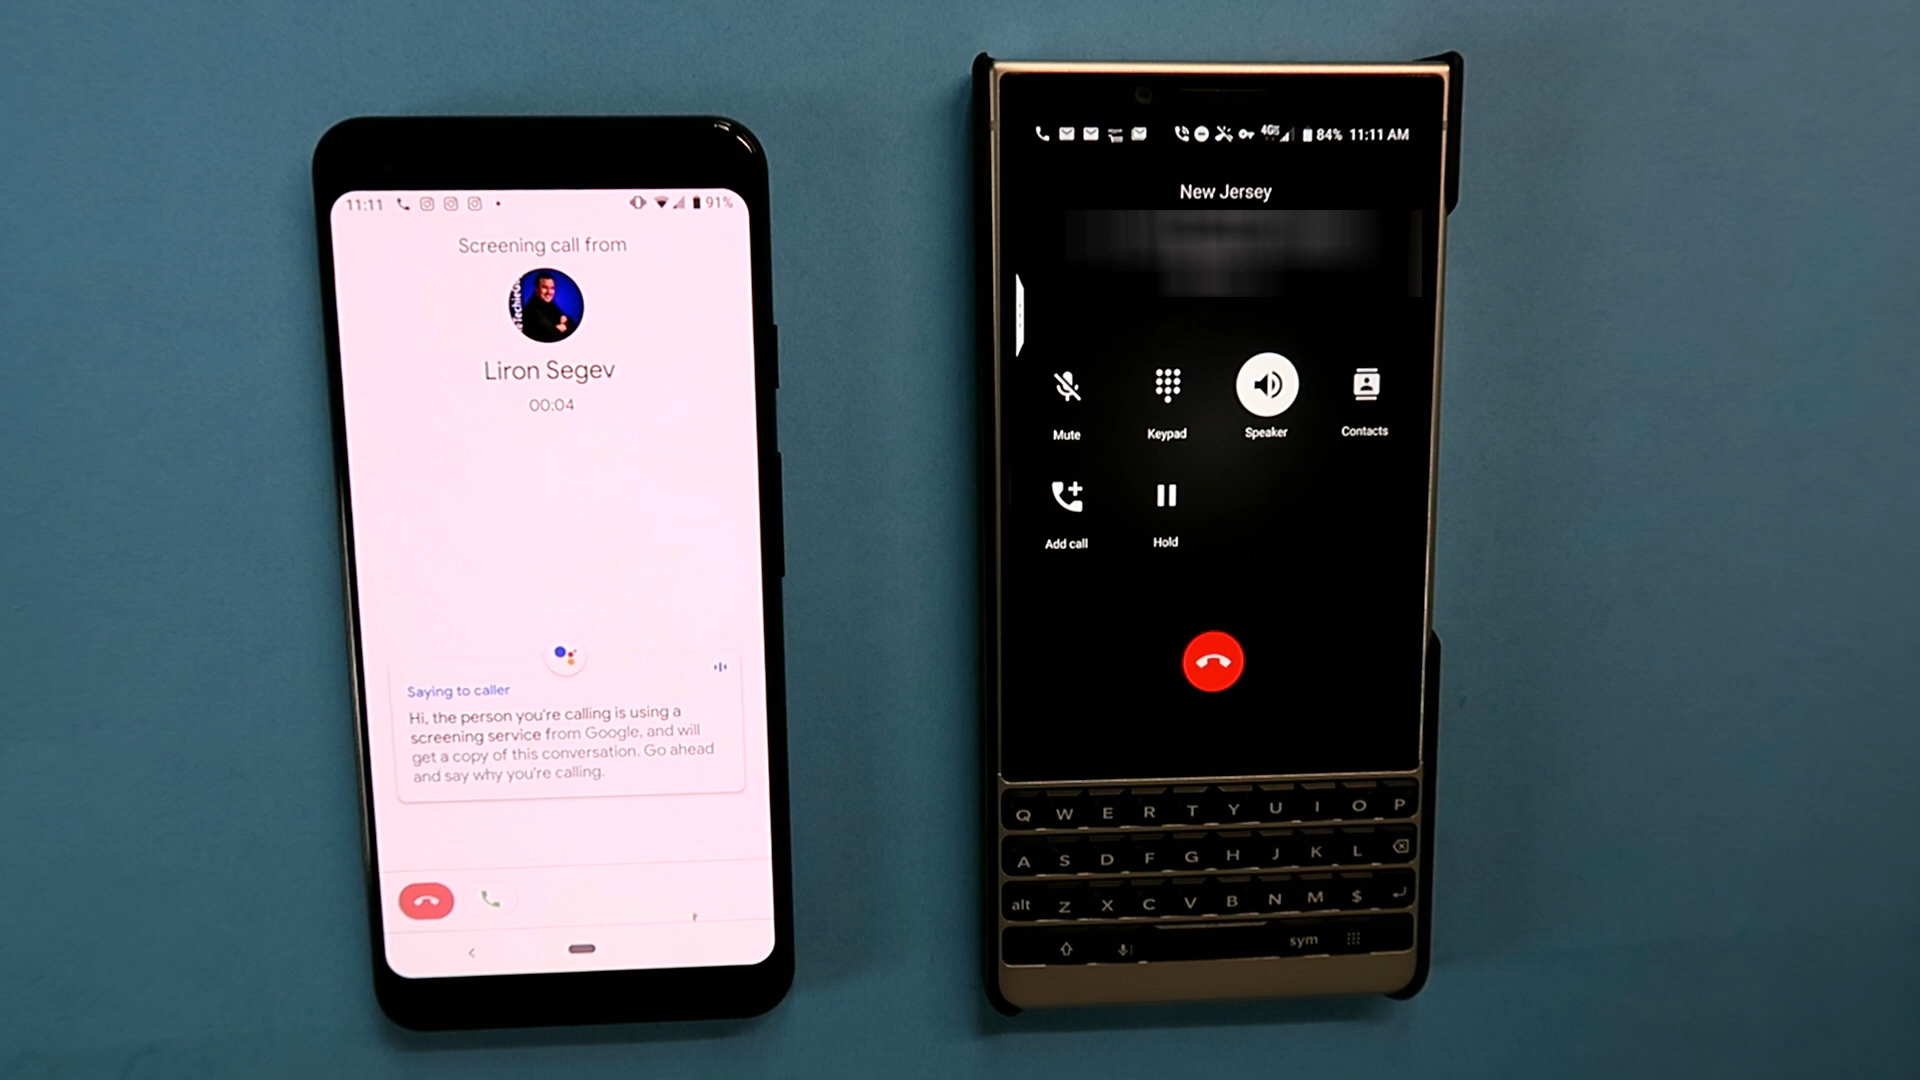 11:11
91%
Screening call from
Liron Segev
00:04
Saying to caller
Hi, the person you're calling is using a
screening service from Google, and will
get a copy of this conversation. Go ahead
and say why you're calling.
84% 11:11 AM
New Jersey
Mute Keypad Speaker Contacts
Add call Hold
Q W E R T Y U I O P
A S D F G H J K L
alt Z X C V B N M $
sym